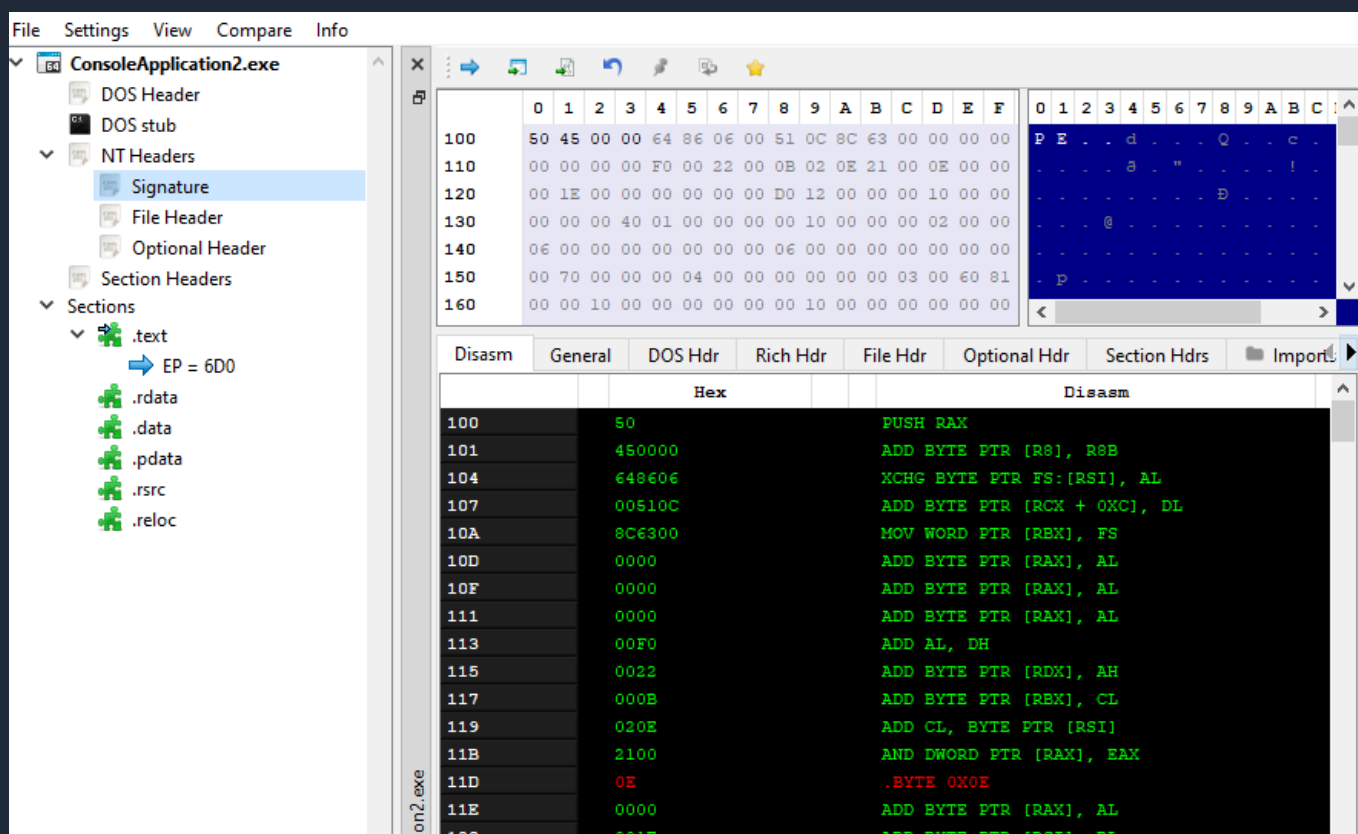 File Settings View Compare Info
ConsoleApplication2.exe
DOS Header
DOS stub
NT Headers
Signature
File Header
Optional Header
Section Headers
Sections
.text
EP = 6D0
.rdata
.data
.pdata
.rsrc
.reloc
on2.exe
0 1 2 3 4 5 6 7 8 9 A B C D E F 0 1 2 3 4 5 6 7 8 9 A B C
100 50 45 00 00 64 86 06 00 51 0C 8C 63 00 00 00 00 P E . . d . . . Q . . c .
110 00 00 00 00 F0 00 22 00 0B 02 0E 21 00 0E 00 00 . . . . ð . " . . . . ! .
120 00 1E 00 00 00 00 00 00 D0 12 00 00 00 10 00 00 . . . . . . . . Ð . . . .
130 00 00 00 40 01 00 00 00 00 10 00 00 00 02 00 00 . . . @ . . . . . . . . .
140 06 00 00 00 00 00 00 00 06 00 00 00 00 00 00 00 . . . . . . . . . . . . .
150 00 70 00 00 00 04 00 00 00 00 00 00 03 00 60 81 . p . . . . . . . . . . .
160 00 00 10 00 00 00 00 00 00 10 00 00 00 00 00 00
Disasm General DOS Hdr Rich Hdr File Hdr Optional Hdr Section Hdrs Imports
Hex Disasm
100 50 PUSH RAX
101 450000 ADD BYTE PTR [R8], R8B
104 648606 XCHG BYTE PTR FS:[RSI], AL
107 00510C ADD BYTE PTR [RCX + 0XC], DL
10A 8C6300 MOV WORD PTR [RBX], FS
10D 0000 ADD BYTE PTR [RAX], AL
10F 0000 ADD BYTE PTR [RAX], AL
111 0000 ADD BYTE PTR [RAX], AL
113 00F0 ADD AL, DH
115 0022 ADD BYTE PTR [RDX], AH
117 000B ADD BYTE PTR [RBX], CL
119 020E ADD CL, BYTE PTR [RSI]
11B 2100 AND DWORD PTR [RAX], EAX
11D 0E .BYTE 0X0E
11E 0000 ADD BYTE PTR [RAX], AL